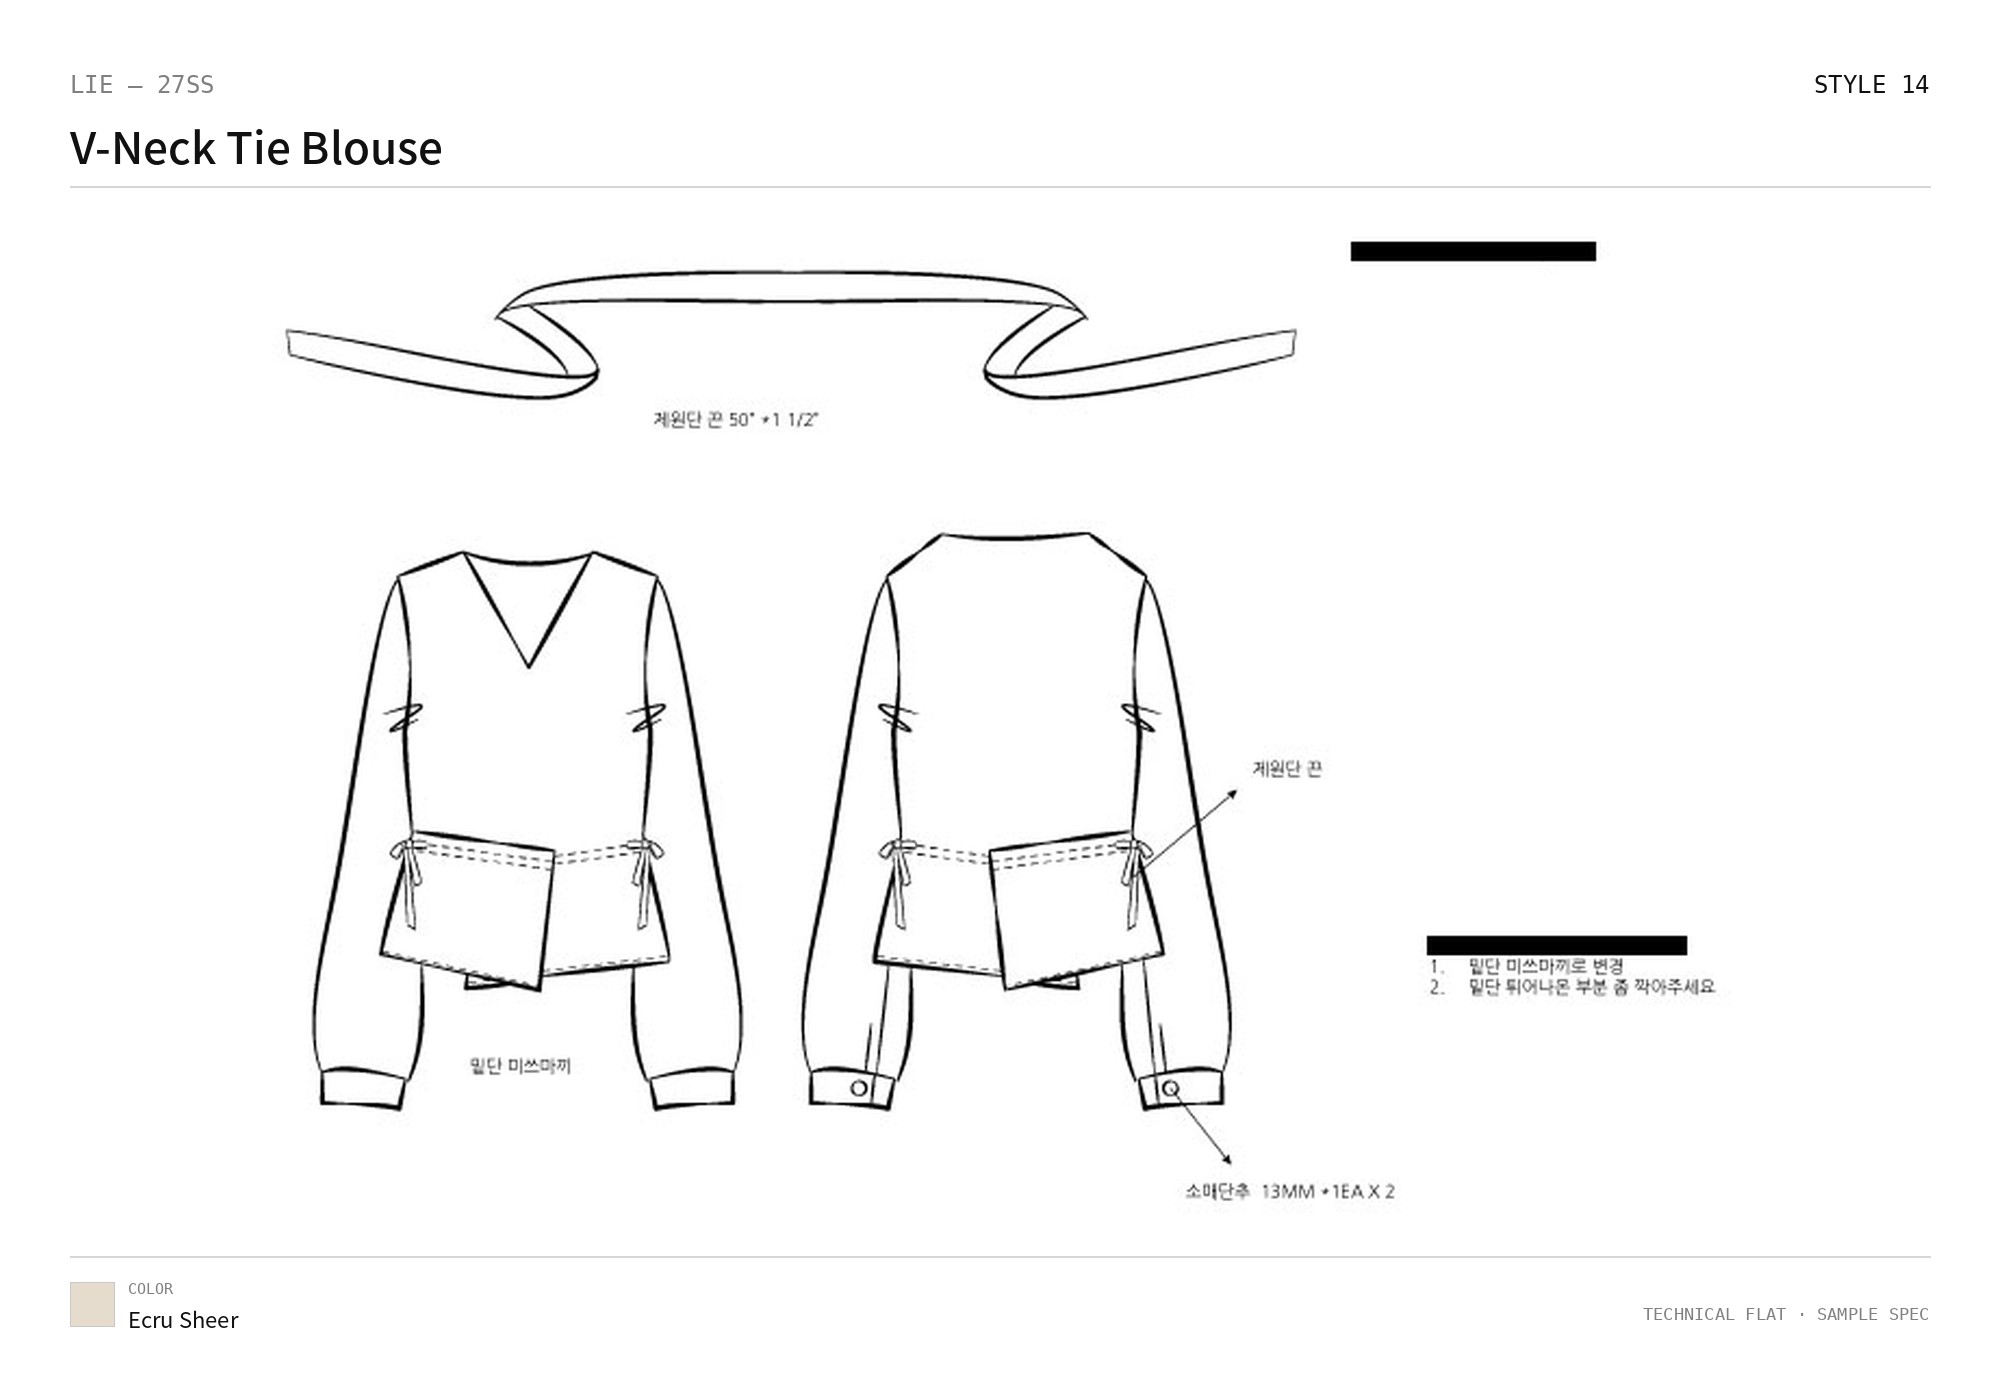 LIE — 27SS
STYLE 14
V-Neck Tie Blouse
제원단 끈 50" *1 1/2"
제원단 끈
1. 밑단 미쓰마끼로 변경
2. 밑단 튀어나온 부분 좀 깍아주세요
밑단 미쓰마끼
소매단추 13MM *1EA X 2
COLOR
Ecru Sheer
TECHNICAL FLAT · SAMPLE SPEC